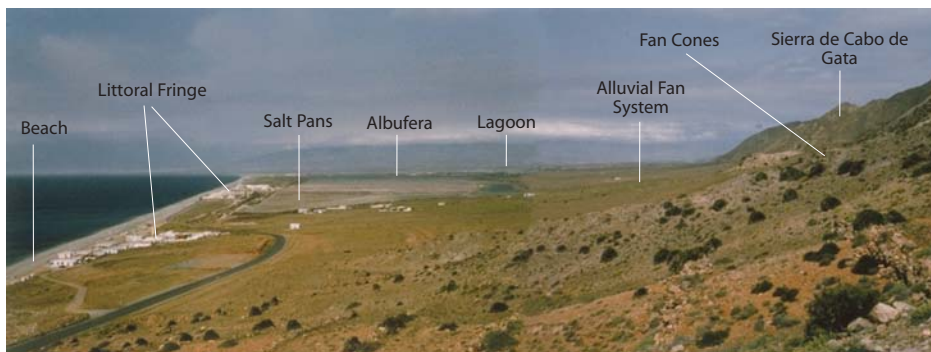 Beach
Littoral Fringe
Salt Pans
Albufera
Lagoon
Alluvial Fan
System
Fan Cones
Sierra de Cabo de
Gata